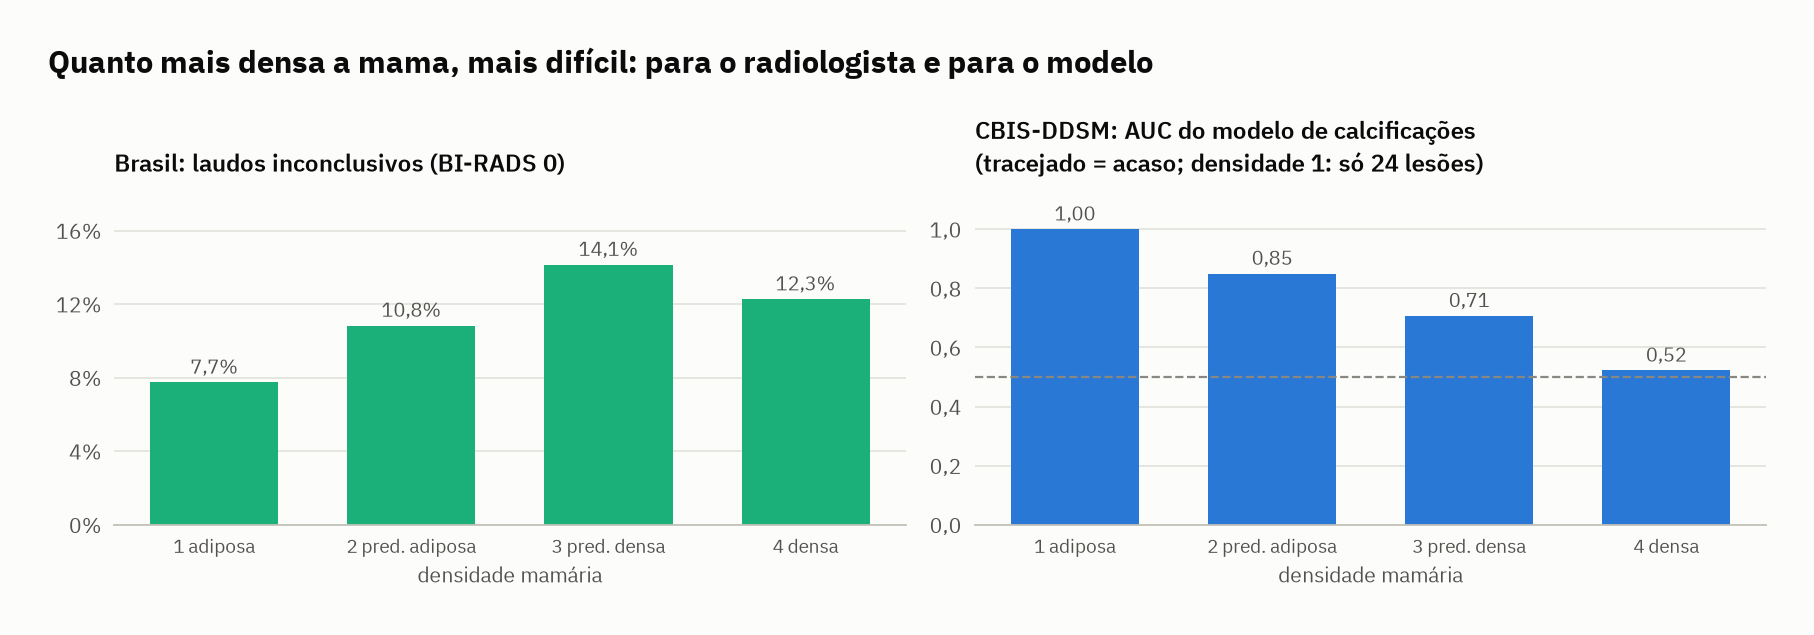 Quanto mais densa a mama, mais difícil: para o radiologista e para o modelo
Brasil: laudos inconclusivos (BI-RADS 0)
16%
12%
8%
4%
0%
7,7%
10,8%
14,1%
12,3%
1 adiposa
2 pred. adiposa
3 pred. densa
4 densa
densidade mamária
CBIS-DDSM: AUC do modelo de calcificações
(tracejado = acaso; densidade 1: só 24 lesões)
1,0
0,8
0,6
0,4
0,2
0,0
1,00
0,85
0,71
0,52
1 adiposa
2 pred. adiposa
3 pred. densa
4 densa
densidade mamária